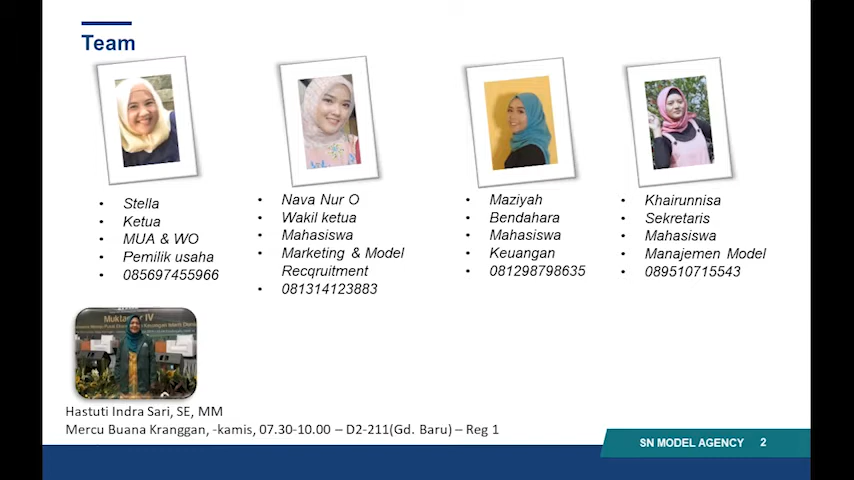 Team
Stella
Ketua
MUA & WO
Pemilik usaha
085697455966
Nava Nur O
Wakil ketua
Mahasiswa
Marketing & Model
Recqruitment
081314123883
Maziyah
Bendahara
Mahasiswa
Keuangan
081298798635
Khairunnisa
Sekretaris
Mahasiswa
Manajemen Model
089510715543
Muktamar IV
Hastuti Indra Sari, SE, MM
Mercu Buana Kranggan, -kamis, 07.30-10.00 – D2-211(Gd. Baru) – Reg 1
SN MODEL AGENCY 2